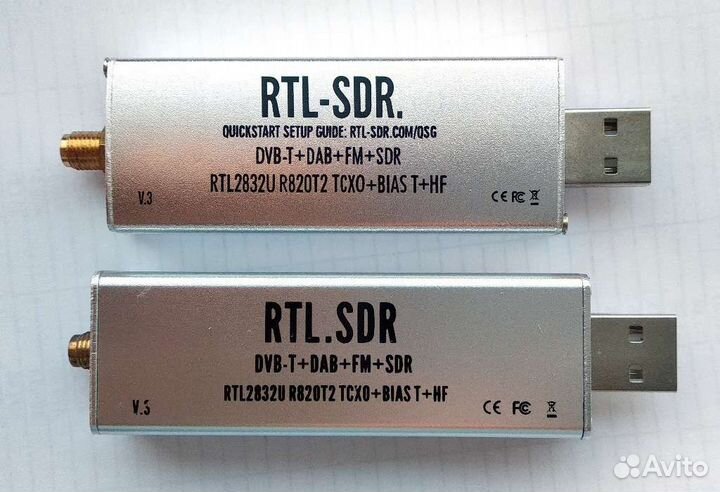 RTL-SDR.
QUICKSTART SETUP GUIDE: RTL-SDR.COM/QSG
DVB-T+DAB+FM+SDR
RTL2832U R820T2 TCXO+BIAS T+HF
V.3 CE FC
RTL.SDR
DVB-T+DAB+FM+SDR
RTL2832U R820T2 TCXO+BIAS T+HF
V.3 CE FC
Avito